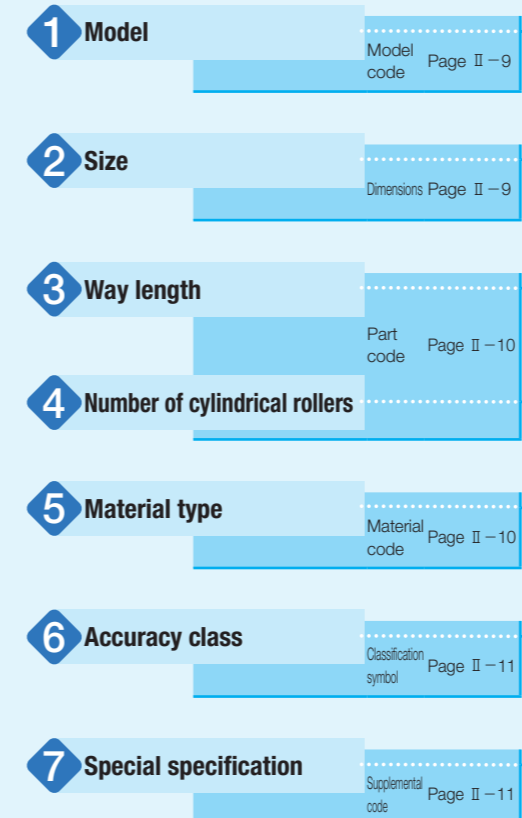 1 Model
Model
code
Page Ⅱ－9
2 Size
Dimensions Page Ⅱ－9
3 Way length
Part
code
Page Ⅱ－10
4 Number of cylindrical rollers
5 Material type
Material
code
Page Ⅱ－10
6 Accuracy class
Classification
symbol
Page Ⅱ－11
7 Special specification
Supplemental
code
Page Ⅱ－11